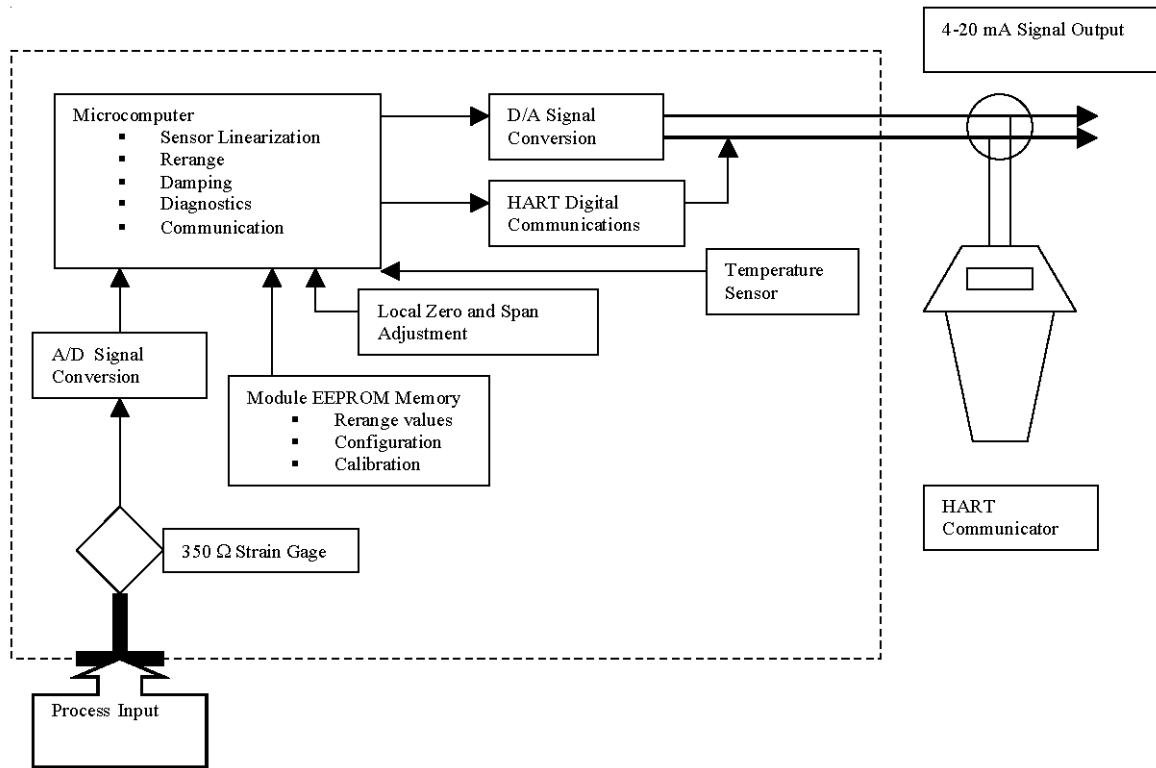 4-20 mA Signal Output
Microcomputer
▪ Sensor Linearization
▪ Rerange
▪ Damping
▪ Diagnostics
▪ Communication
D/A Signal
Conversion
HART Digital
Communications
Temperature
Sensor
Local Zero and Span
Adjustment
A/D Signal
Conversion
Module EEPROM Memory
▪ Rerange values
▪ Configuration
▪ Calibration
HART
Communicator
350 Ω Strain Gage
Process Input